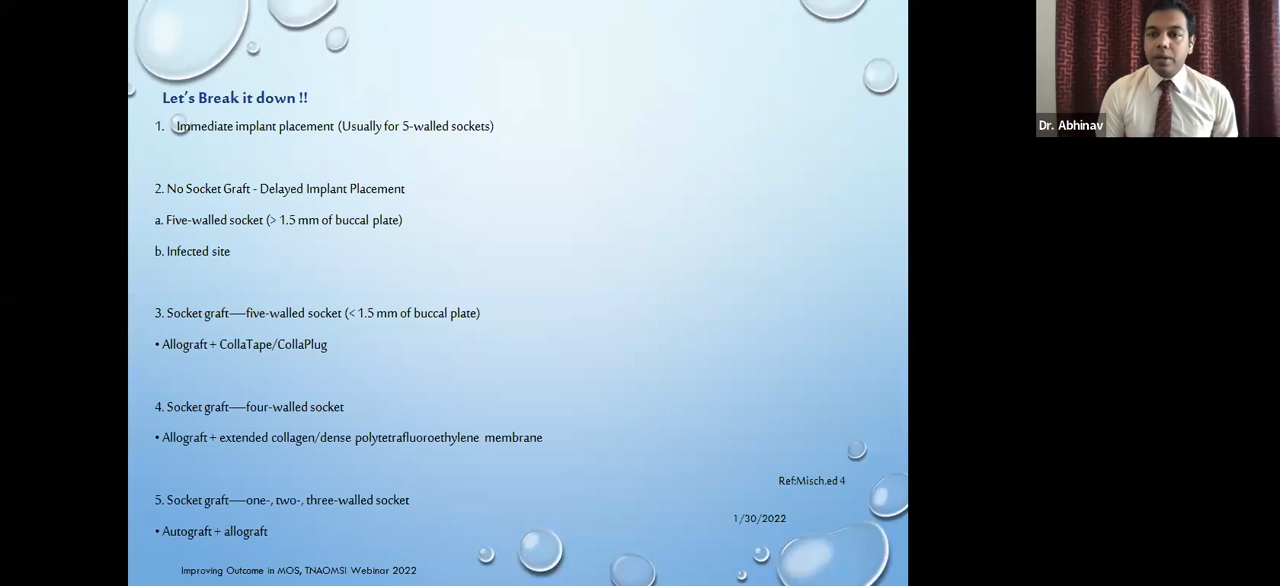 Let's Break it down !!
1. Immediate implant placement (Usually for 5-walled sockets)
2. No Socket Graft - Delayed Implant Placement
a. Five-walled socket (> 1.5 mm of buccal plate)
b. Infected site
3. Socket graft—five-walled socket (< 1.5 mm of buccal plate)
• Allograft + CollaTape/CollaPlug
4. Socket graft—four-walled socket
• Allograft + extended collagen/dense polytetrafluoroethylene membrane
5. Socket graft—one-, two-, three-walled socket
• Autograft + allograft
Ref:Misch.ed 4
1/30/2022
Improving Outcome in MOS, TNAOMSI Webinar 2022
Dr. Abhinav